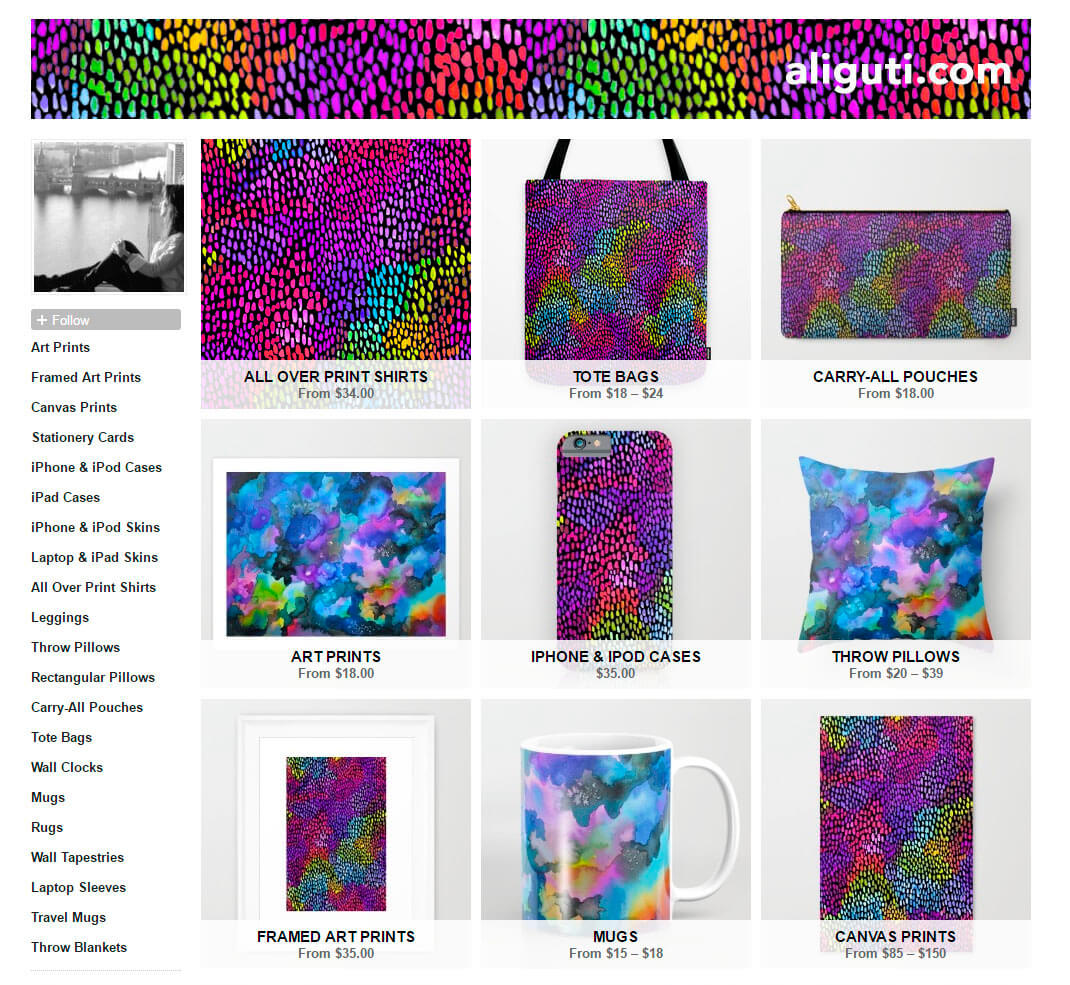 aliguti.com
+ Follow
Art Prints
Framed Art Prints
Canvas Prints
Stationery Cards
iPhone & iPod Cases
iPad Cases
iPhone & iPod Skins
Laptop & iPad Skins
All Over Print Shirts
Leggings
Throw Pillows
Rectangular Pillows
Carry-All Pouches
Tote Bags
Wall Clocks
Mugs
Rugs
Wall Tapestries
Laptop Sleeves
Travel Mugs
Throw Blankets
ALL OVER PRINT SHIRTS
From $34.00
TOTE BAGS
From $18 – $24
CARRY-ALL POUCHES
From $18.00
ART PRINTS
From $18.00
IPHONE & IPOD CASES
$35.00
THROW PILLOWS
From $20 – $39
FRAMED ART PRINTS
From $35.00
MUGS
From $15 – $18
CANVAS PRINTS
From $85 – $150